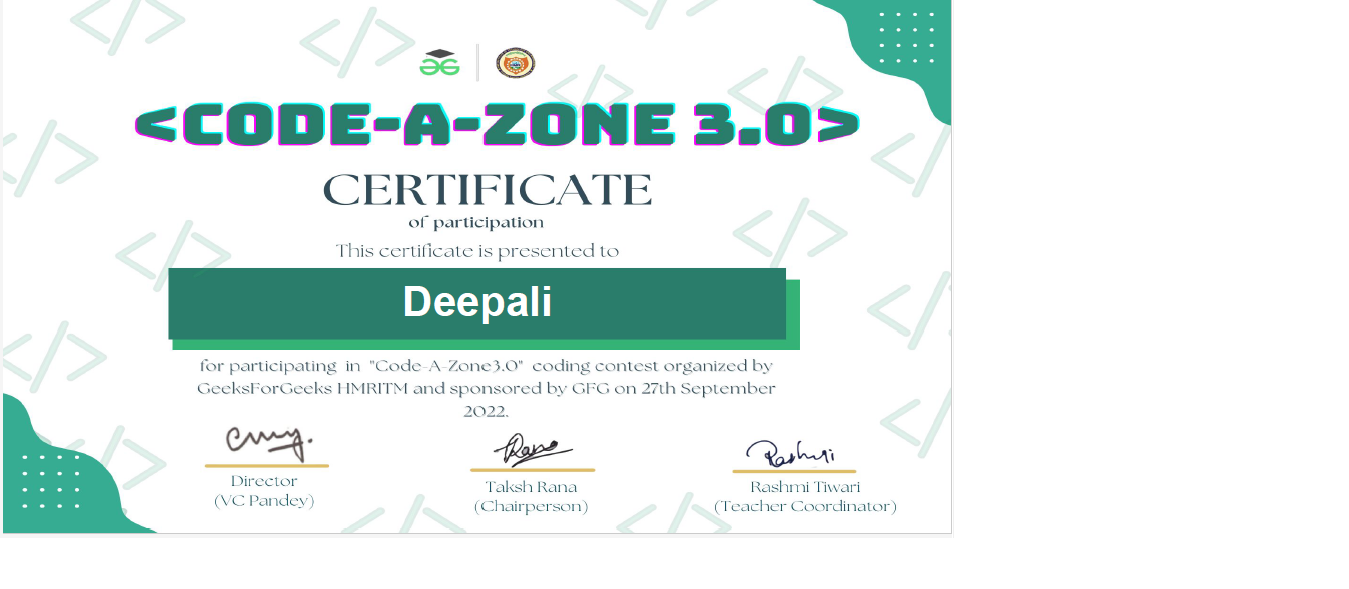 <CODE-A-ZONE 3.0>
CERTIFICATE
of participation
This certificate is presented to
Deepali
for participating in "Code-A-Zone3.0" coding contest organized by
GeeksForGeeks HMRITM and sponsored by GFG on 27th September
2022.
Rana
Rashmi
Director
(VC Pandey)
Taksh Rana
(Chairperson)
Rashmi Tiwari
(Teacher Coordinator)